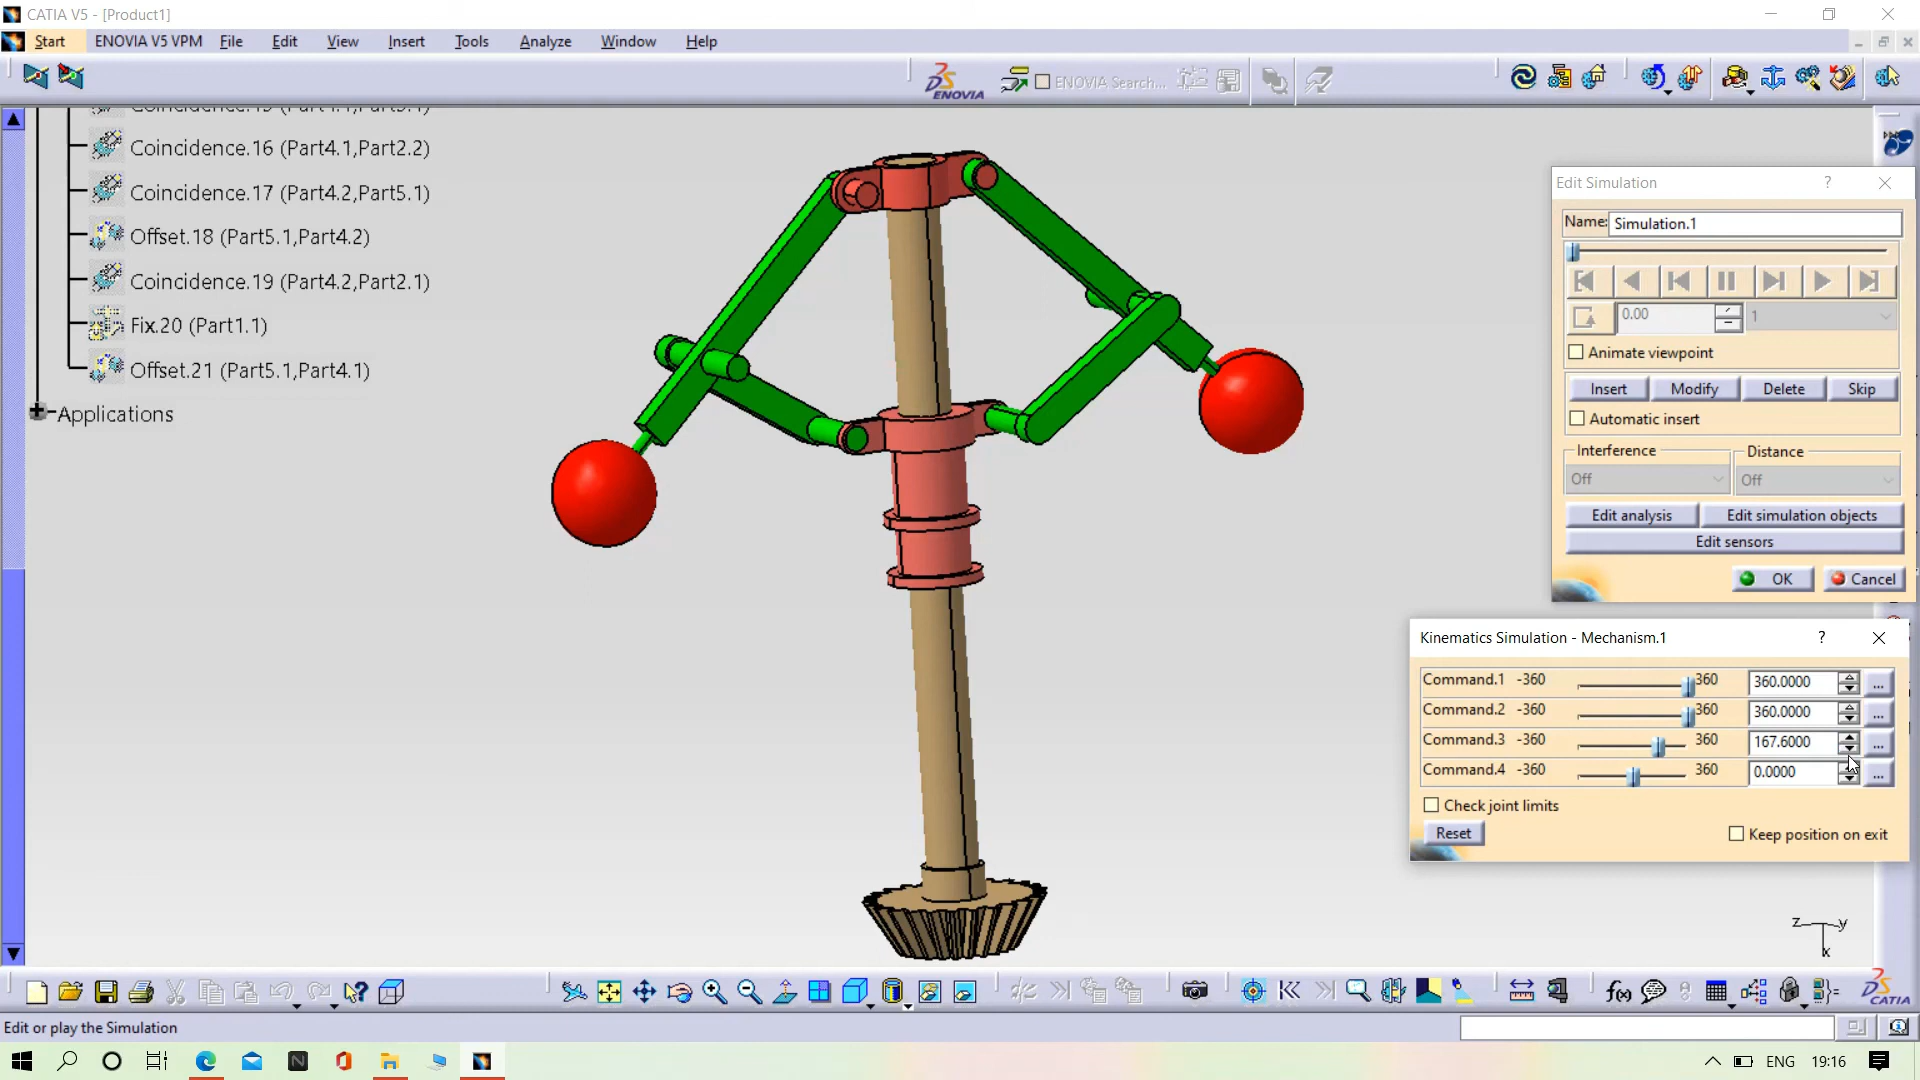 CATIA V5 - [Product1]
Start ENOVIA V5 VPM File Edit View Insert Tools Analyze Window Help
ENOVIA
ENOVIA Search...
Coincidence.16 (Part4.1,Part2.2)
Coincidence.17 (Part4.2,Part5.1)
Offset.18 (Part5.1,Part4.2)
Coincidence.19 (Part4.2,Part2.1)
Fix.20 (Part1.1)
Offset.21 (Part5.1,Part4.1)
Applications
Edit Simulation ?
Name: Simulation.1
0.00 1
Animate viewpoint
Insert Modify Delete Skip
Automatic insert
Interference Distance
Off Off
Edit analysis Edit simulation objects
Edit sensors
OK Cancel
Kinematics Simulation - Mechanism.1 ?
Command.1 -360 360 360.0000 ...
Command.2 -360 360 360.0000 ...
Command.3 -360 360 167.6000 ...
Command.4 -360 360 0.0000 ...
Check joint limits
Reset Keep position on exit
z y
x
f(x)
CATIA
Edit or play the Simulation
ENG 19:16